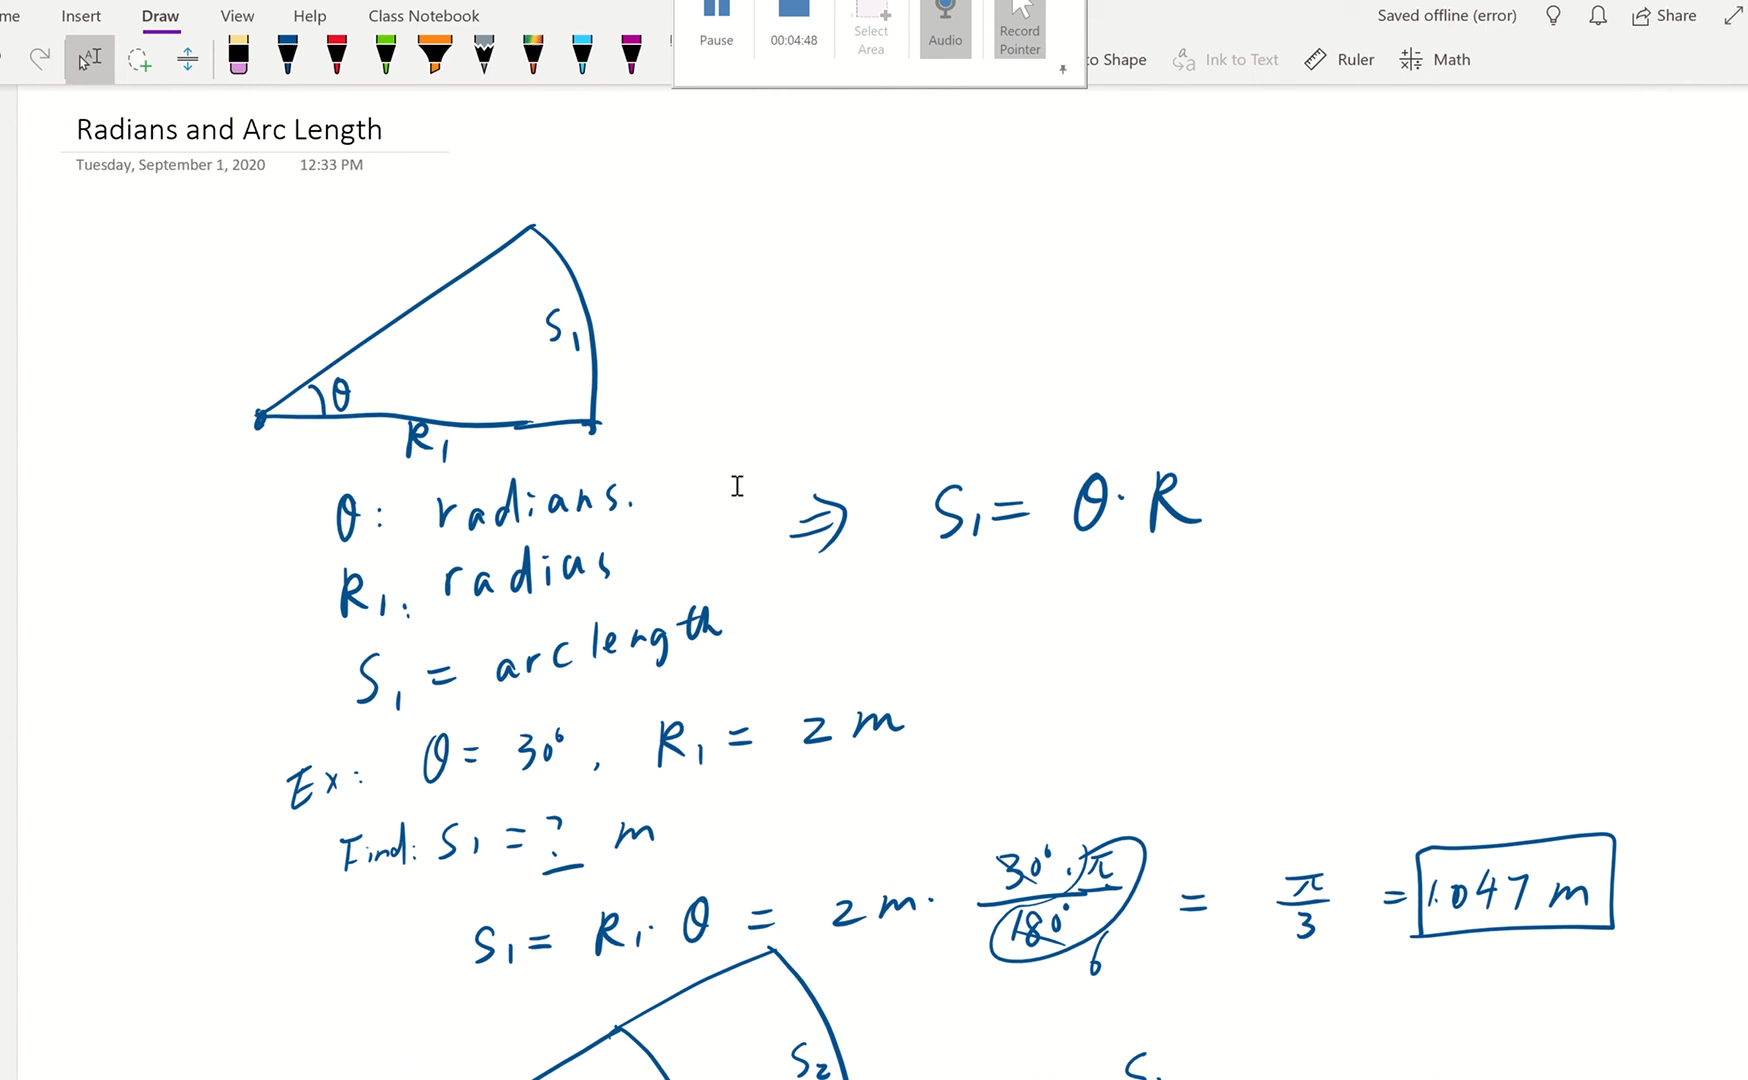 me Insert Draw View Help Class Notebook
Pause 00:04:48 Select Area Audio Record Pointer
Saved offline (error) Share
to Shape Ink to Text Ruler Math
Radians and Arc Length
Tuesday, September 1, 2020 12:33 PM
S₁
θ
R₁
θ: radians.
⇒ S₁ = θ · R
R₁: radius
S₁ = arc length
Ex: θ = 30°, R₁ = 2 m
Find: S₁ = ? m
S₁ = R₁ · θ = 2 m · 30° · π / 180° 6 = π / 3 = 1.047 m
S₂